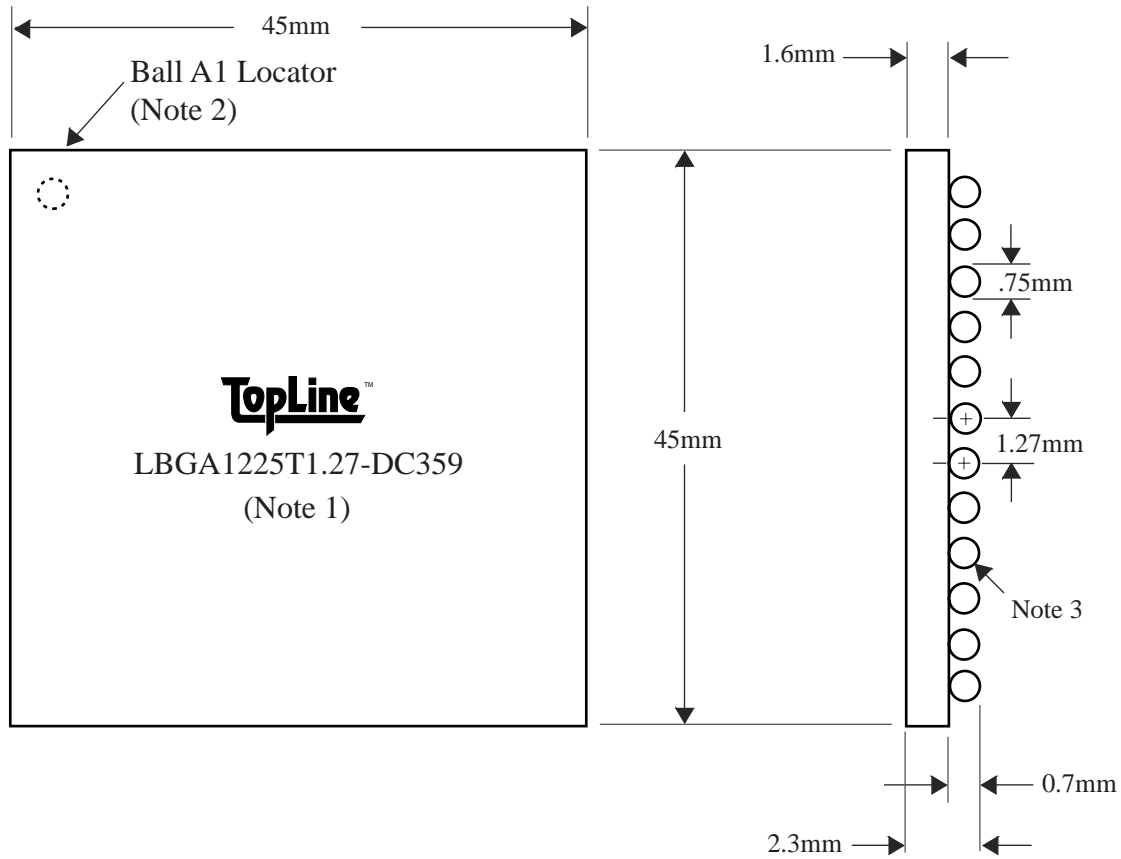 45mm
Ball A1 Locator
(Note 2)
1.6mm
.75mm
TopLine™
45mm
1.27mm
LBGA1225T1.27-DC359
(Note 1)
Note 3
0.7mm
2.3mm